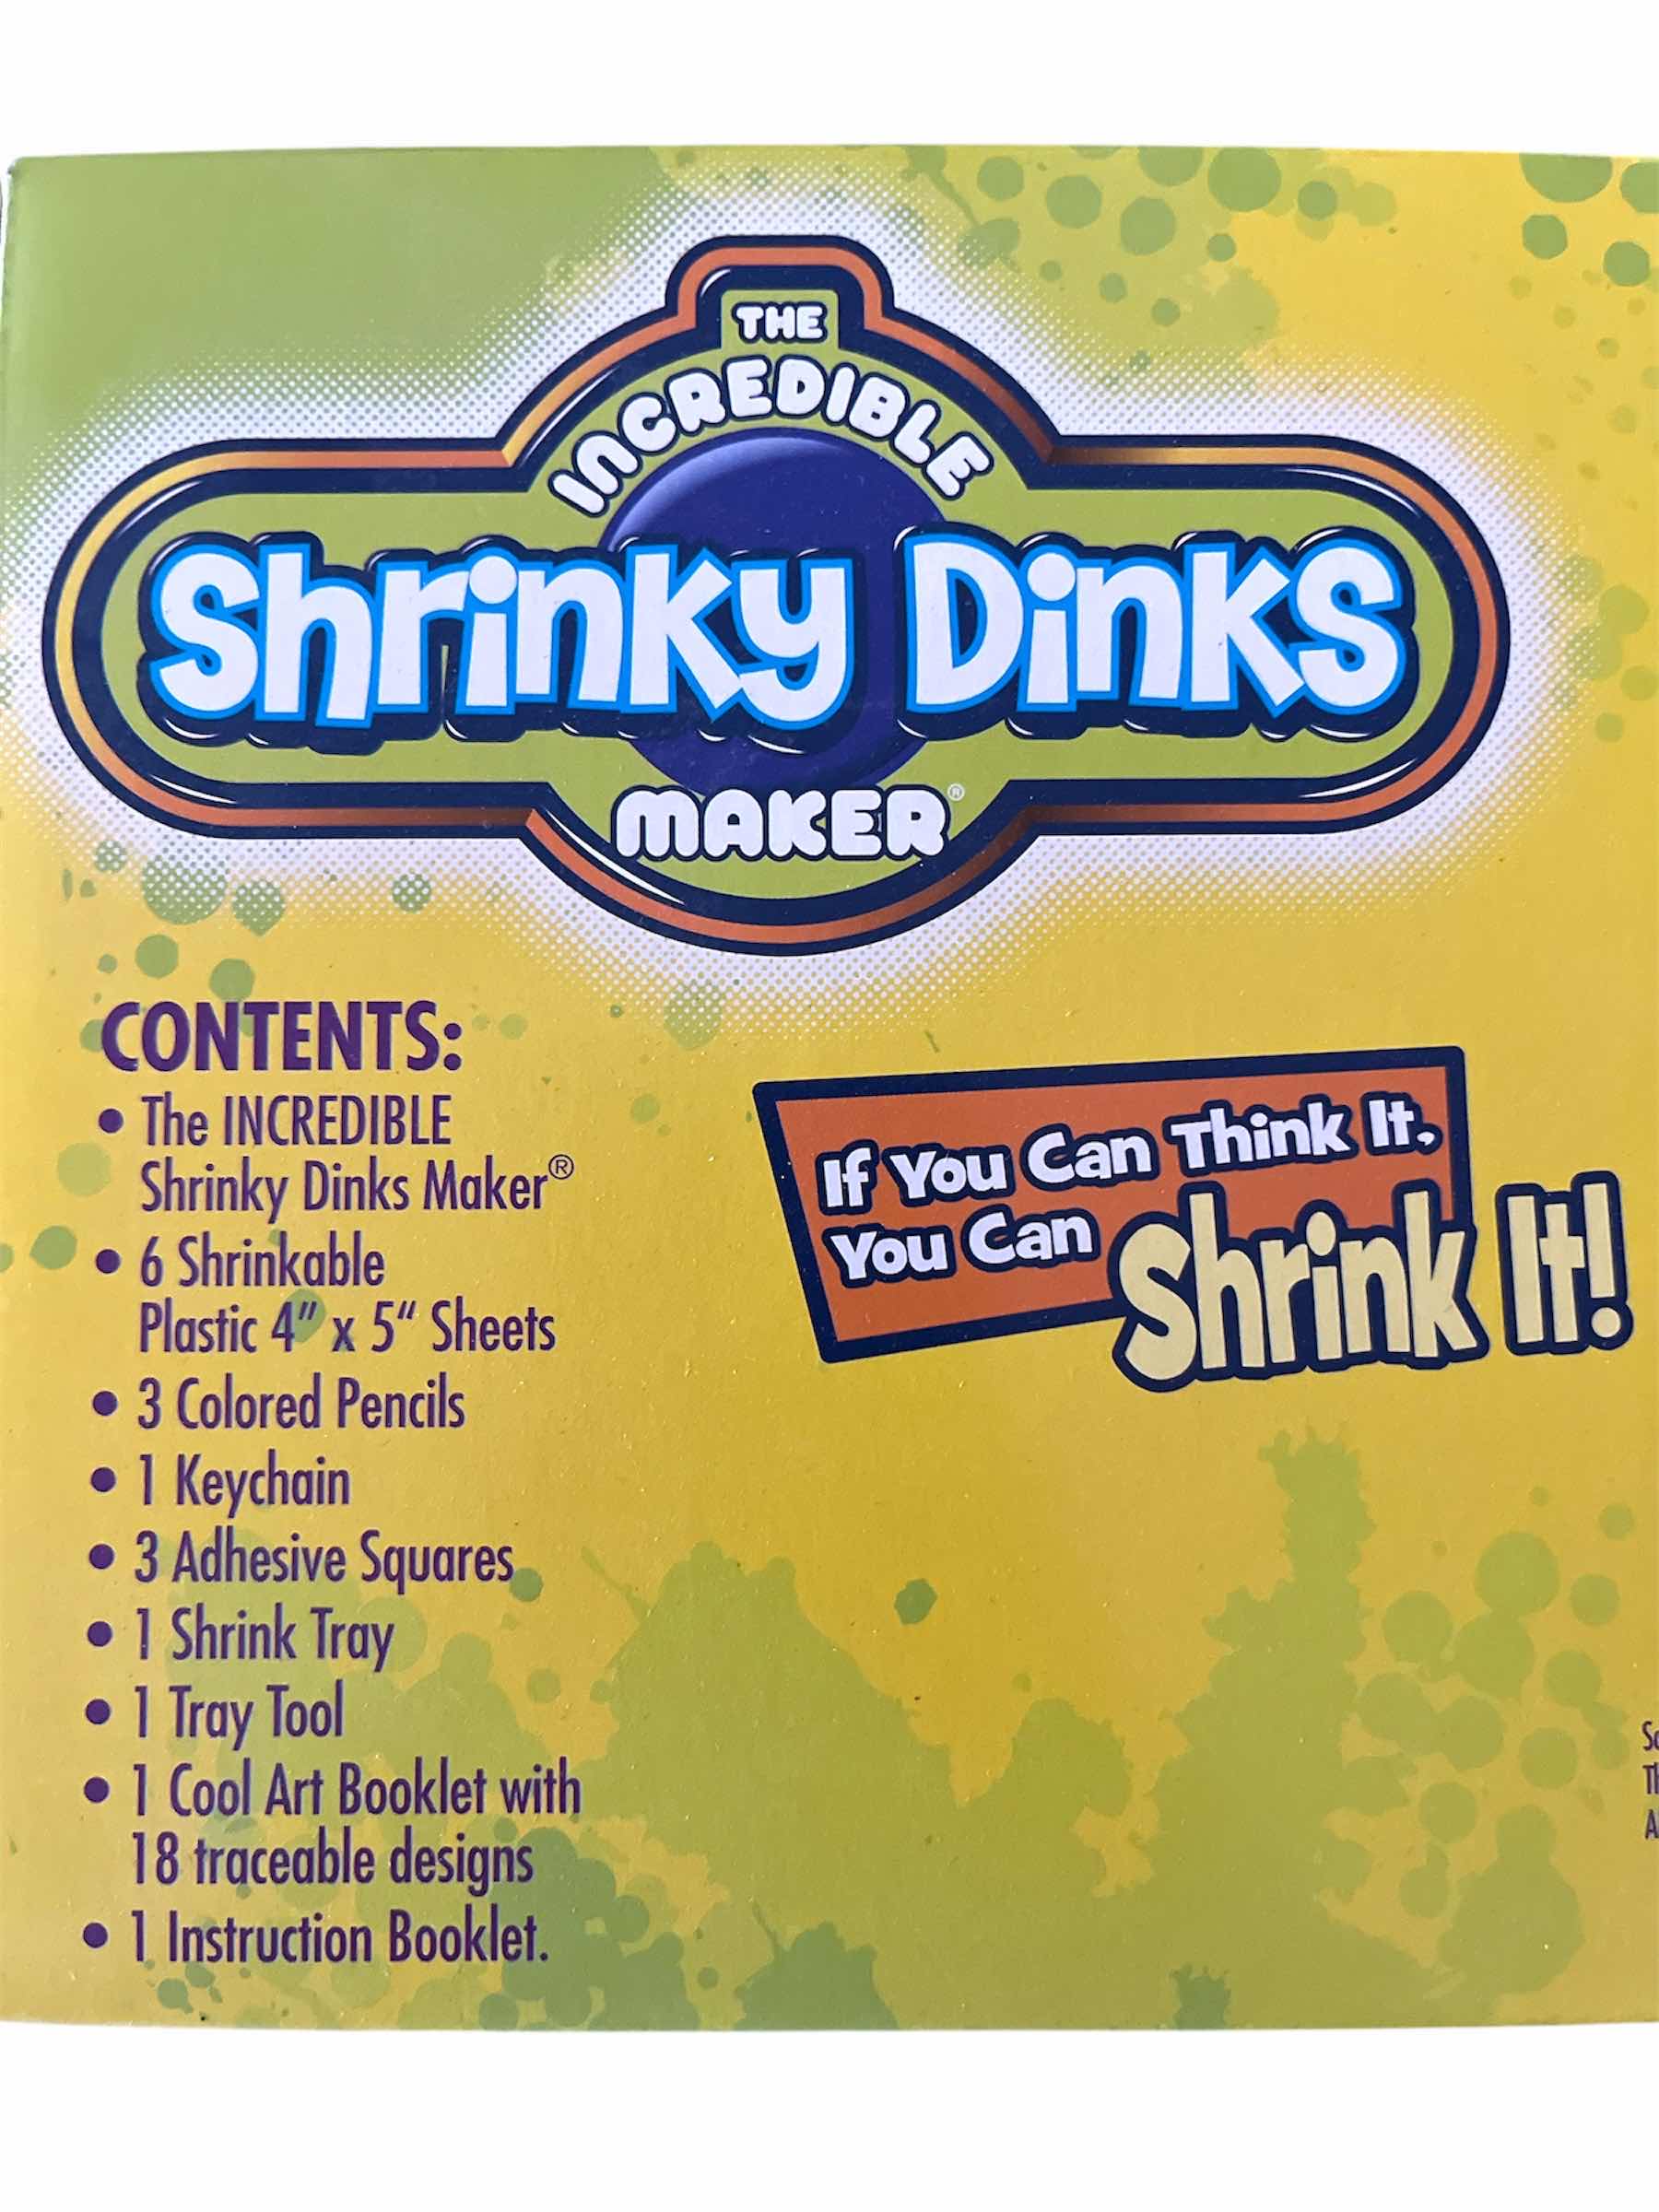 THE
INCREDIBLE
Shrinky Dinks
MAKER®
CONTENTS:
• The INCREDIBLE
Shrinky Dinks Maker®
• 6 Shrinkable
Plastic 4” x 5“ Sheets
• 3 Colored Pencils
• 1 Keychain
• 3 Adhesive Squares
• 1 Shrink Tray
• 1 Tray Tool
• 1 Cool Art Booklet with
18 traceable designs
• 1 Instruction Booklet.
If You Can Think It,
You Can Shrink It!